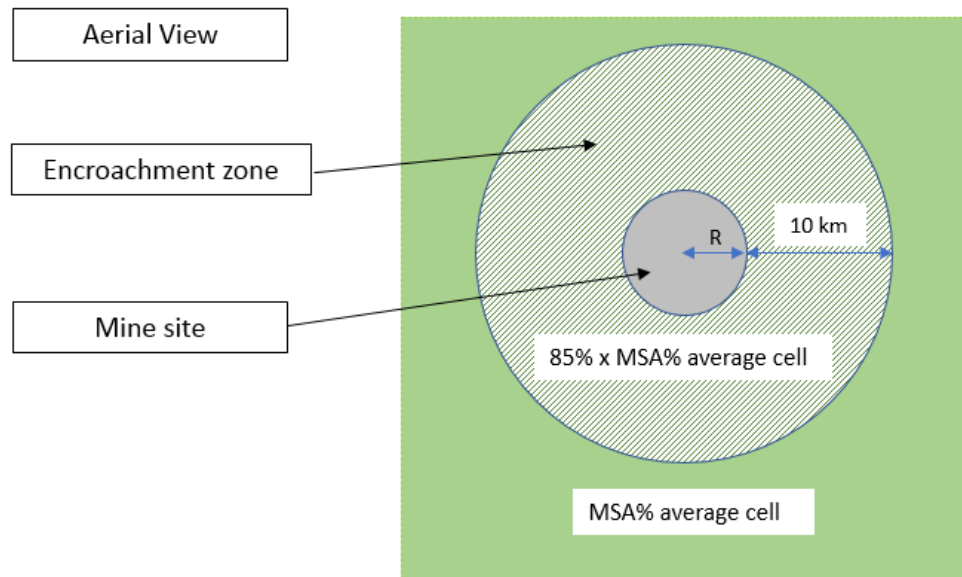 Aerial View
Encroachment zone
Mine site
R
10 km
85% x MSA% average cell
MSA% average cell